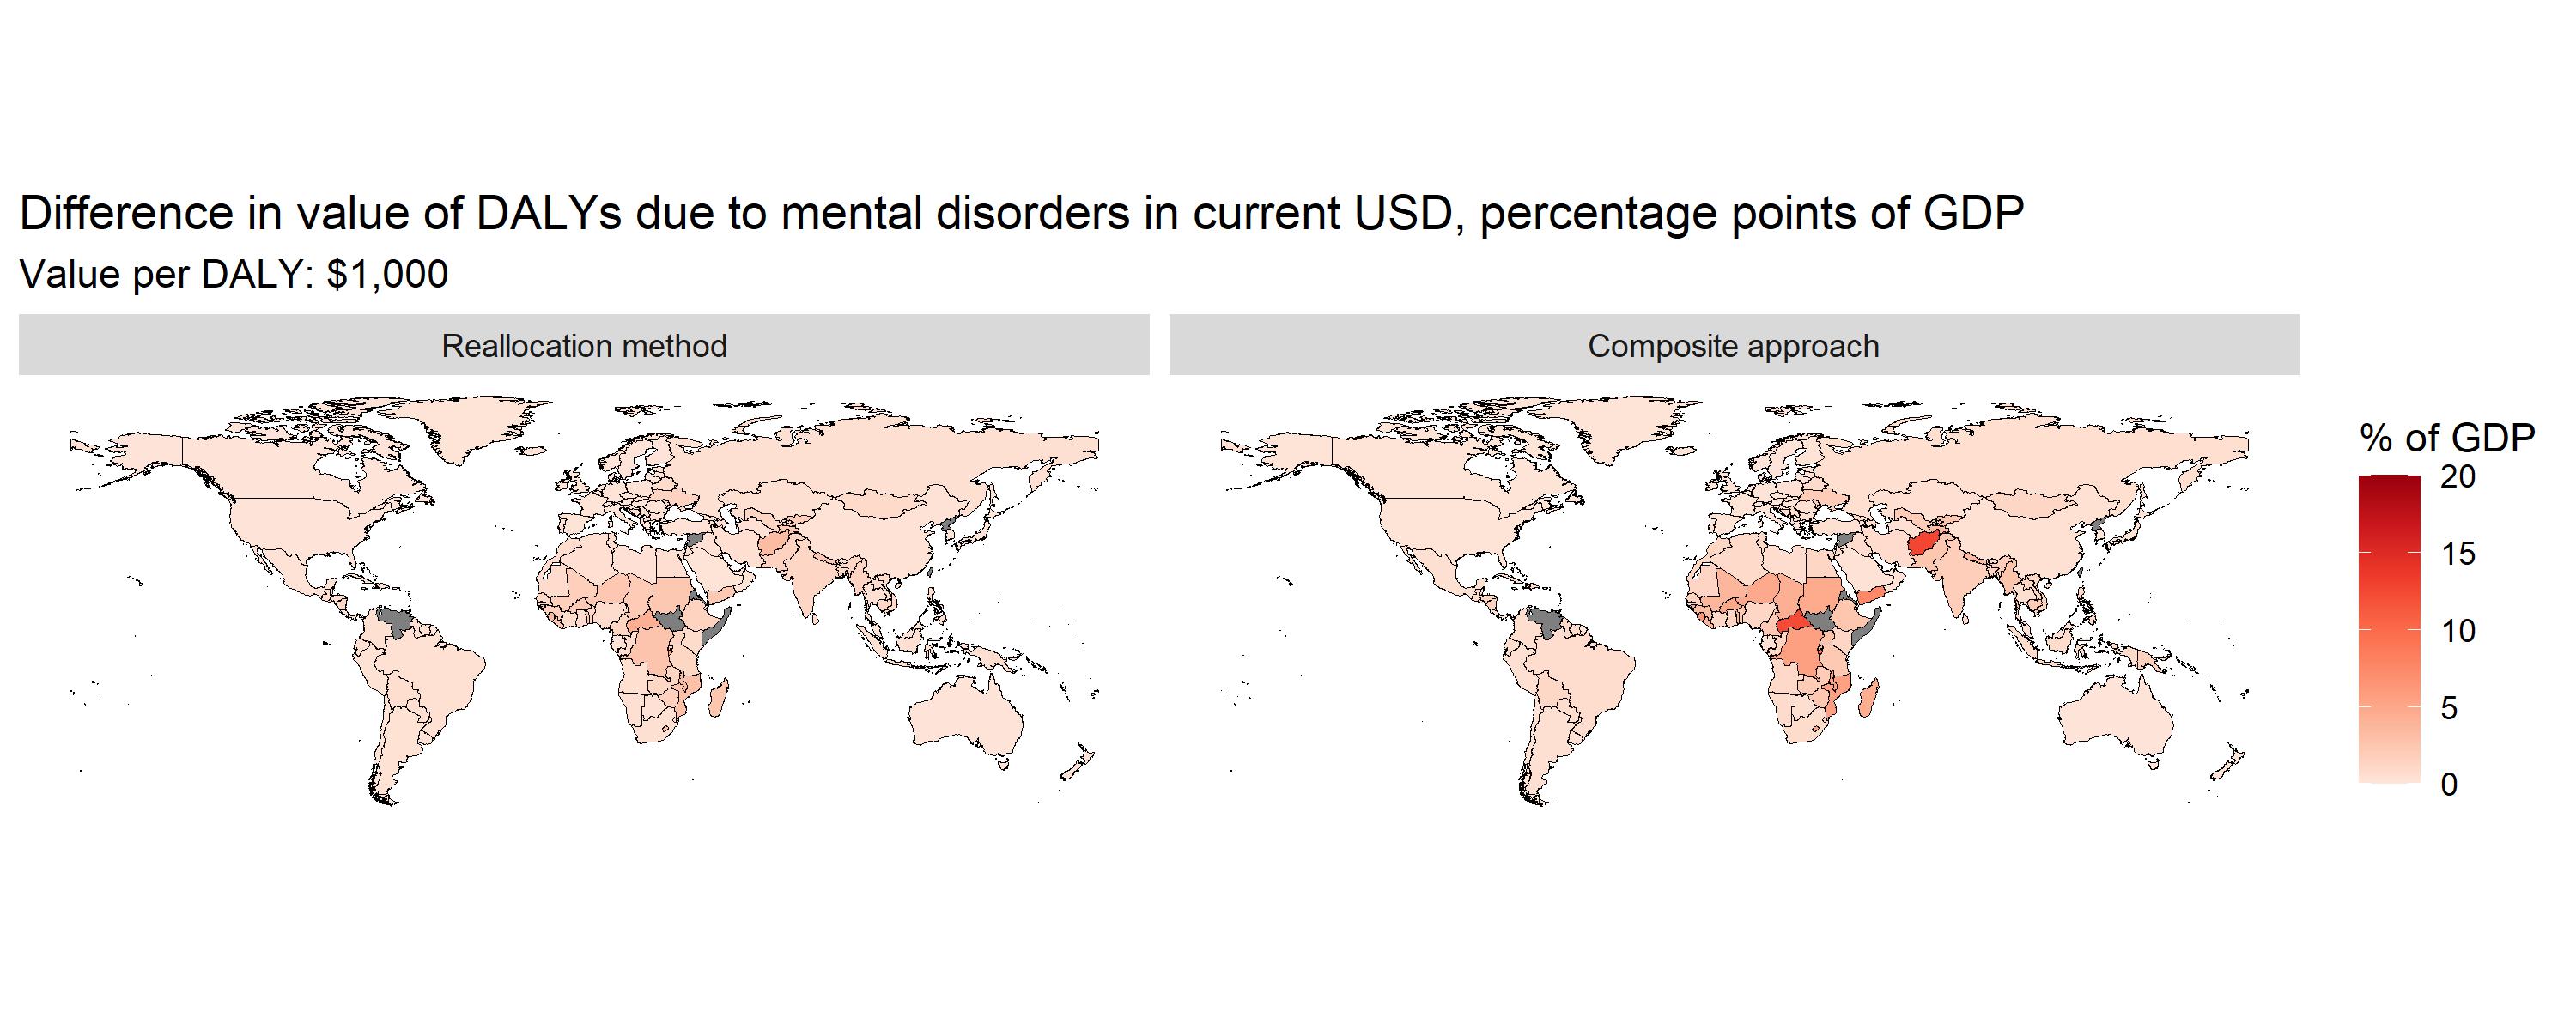 Difference in value of DALYs due to mental disorders in current USD, percentage points of GDP
Value per DALY: $1,000
Reallocation method
Composite approach
% of GDP
20
15
10
5
0